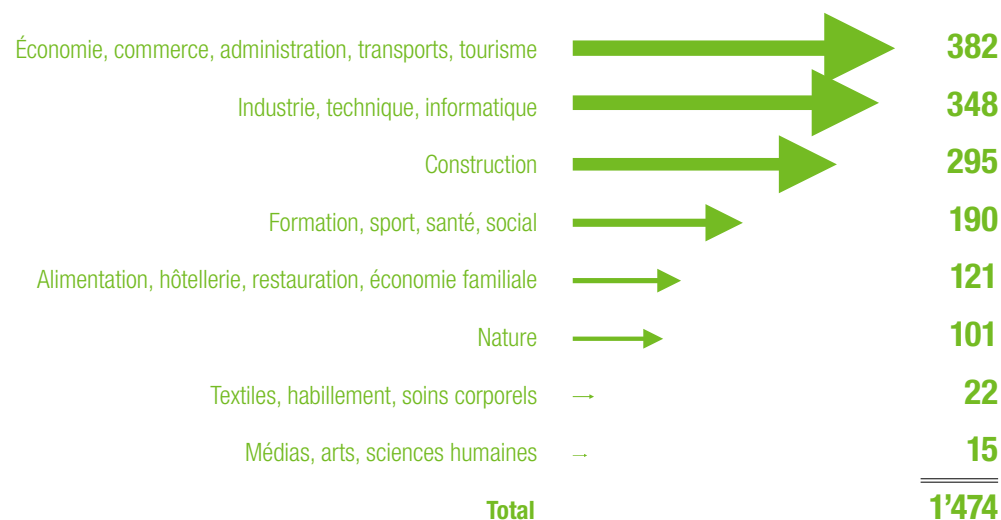 Économie, commerce, administration, transports, tourisme 382
Industrie, technique, informatique 348
Construction 295
Formation, sport, santé, social 190
Alimentation, hôtellerie, restauration, économie familiale 121
Nature 101
Textiles, habillement, soins corporels 22
Médias, arts, sciences humaines 15
Total 1'474